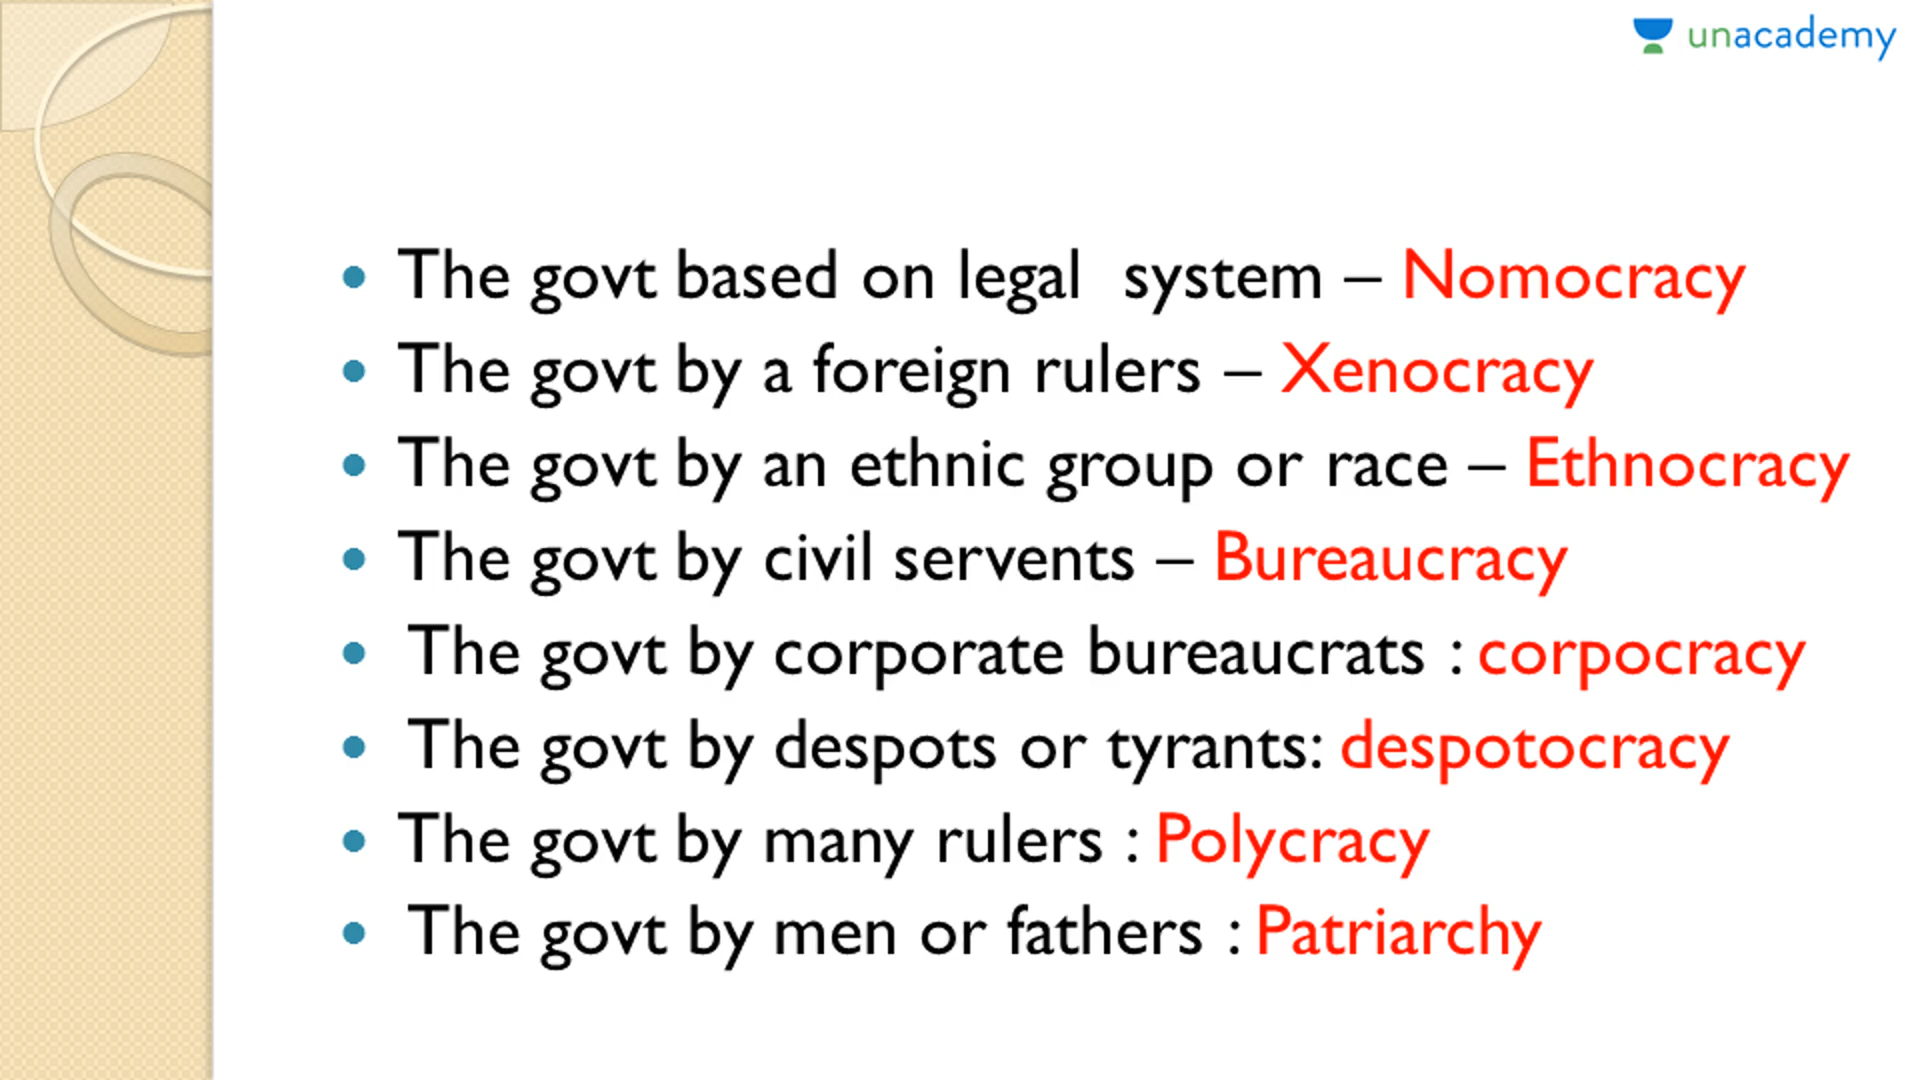 unacademy
• The govt based on legal system – Nomocracy
• The govt by a foreign rulers – Xenocracy
• The govt by an ethnic group or race – Ethnocracy
• The govt by civil servents – Bureaucracy
• The govt by corporate bureaucrats : corpocracy
• The govt by despots or tyrants: despotocracy
• The govt by many rulers : Polycracy
• The govt by men or fathers : Patriarchy